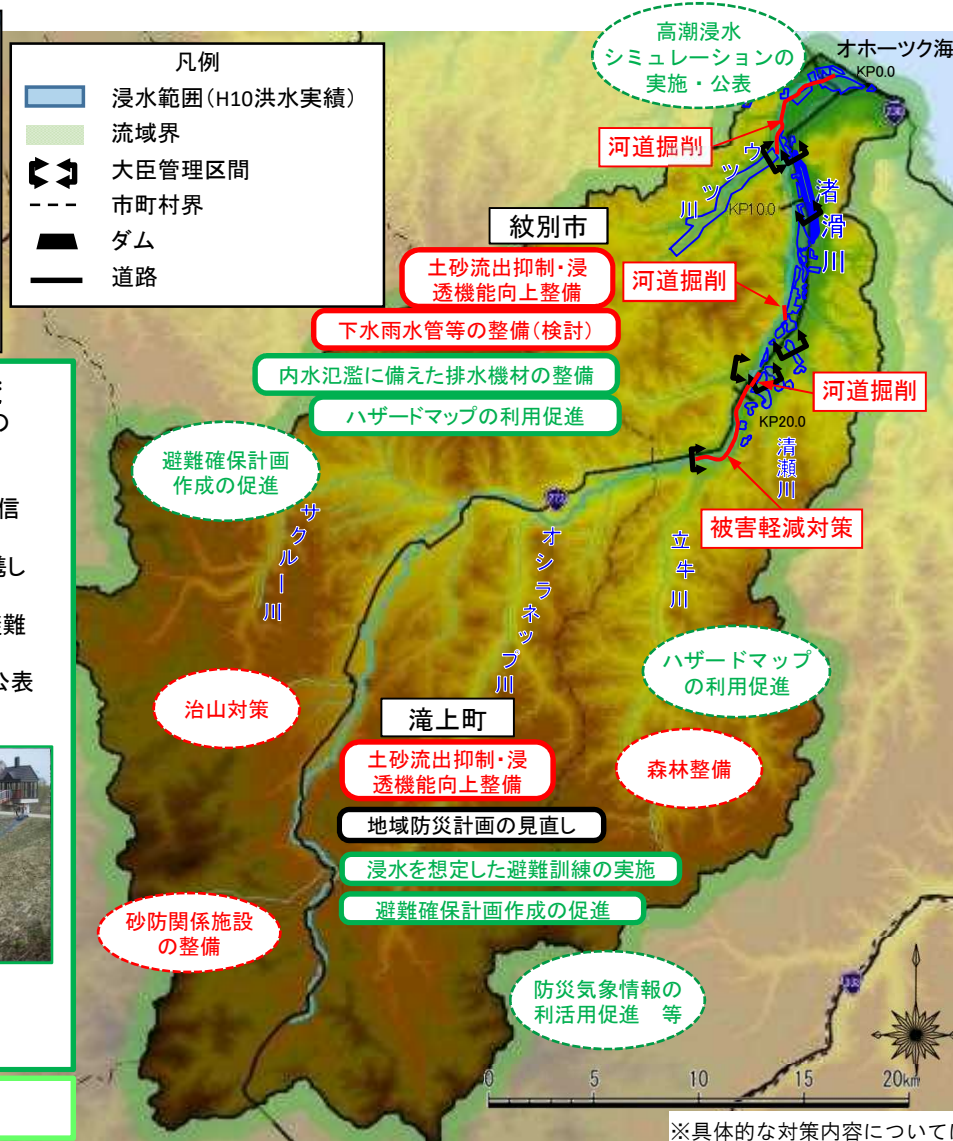 凡例
浸水範囲（H10洪水実績）
流域界
大臣管理区間
市町村界
ダム
道路
高潮浸水
シミュレーションの
実施・公表
オホーツク海
KP0.0
238
河道掘削
ウツツ川
KP10.0
渚滑川
紋別市
土砂流出抑制・浸
透機能向上整備
下水雨水管等の整備（検討）
内水氾濫に備えた排水機材の整備
ハザードマップの利用促進
河道掘削
河道掘削
KP20.0
清瀬川
被害軽減対策
避難確保計画
作成の促進
サクルー川
273
オシラネップ川
立牛川
ハザードマップ
の利用促進
治山対策
滝上町
土砂流出抑制・浸
透機能向上整備
地域防災計画の見直し
浸水を想定した避難訓練の実施
避難確保計画作成の促進
森林整備
砂防関係施設
の整備
防災気象情報の
利活用促進　等
の
信
携し
難
公表
0 5 10 15 20km
※具体的な対策内容については